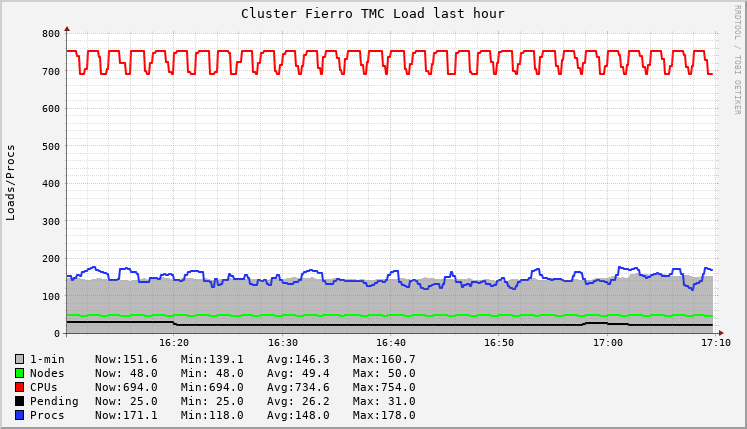 Cluster Fierro TMC Load last hour
RRDTOOL / TOBI OETIKER
Loads/Procs
800
700
600
500
400
300
200
100
0
16:20 16:30 16:40 16:50 17:00 17:10
1-min Now:151.6 Min:139.1 Avg:146.3 Max:160.7
Nodes Now: 48.0 Min: 48.0 Avg: 49.4 Max: 50.0
CPUs Now:694.0 Min:694.0 Avg:734.6 Max:754.0
Pending Now: 25.0 Min: 25.0 Avg: 26.2 Max: 31.0
Procs Now:171.1 Min:118.0 Avg:148.0 Max:178.0